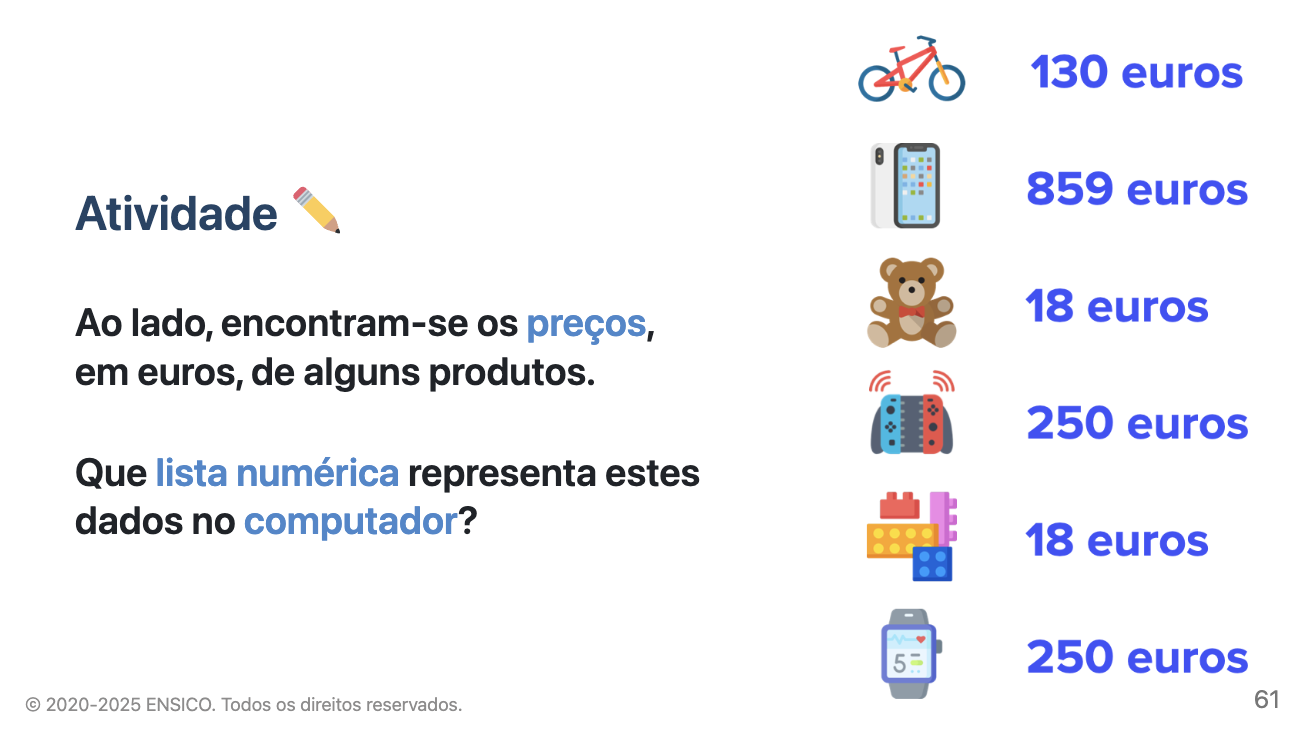 Atividade
Ao lado, encontram-se os preços,
em euros, de alguns produtos.
Que lista numérica representa estes
dados no computador?
130 euros
859 euros
18 euros
250 euros
18 euros
5
250 euros
© 2020-2025 ENSICO. Todos os direitos reservados.
61